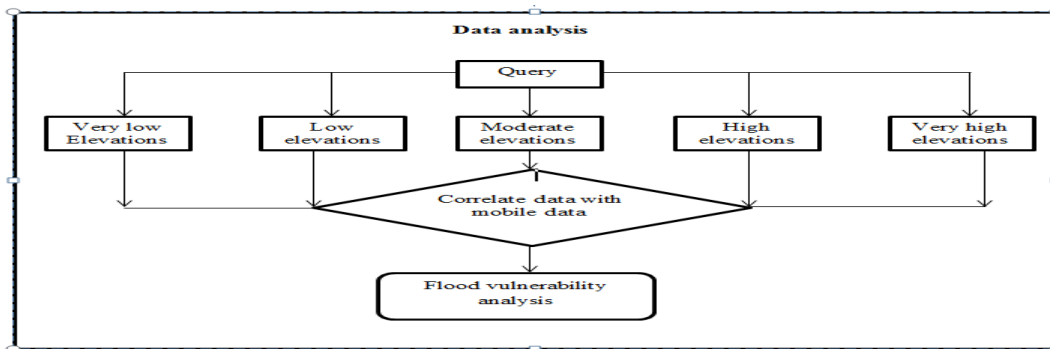 Data analysis
Query
Very low
Elevations
Low
elevations
Moderate
elevations
High
elevations
Very high
elevations
Correlate data with
mobile data
Flood vulnerability
analysis